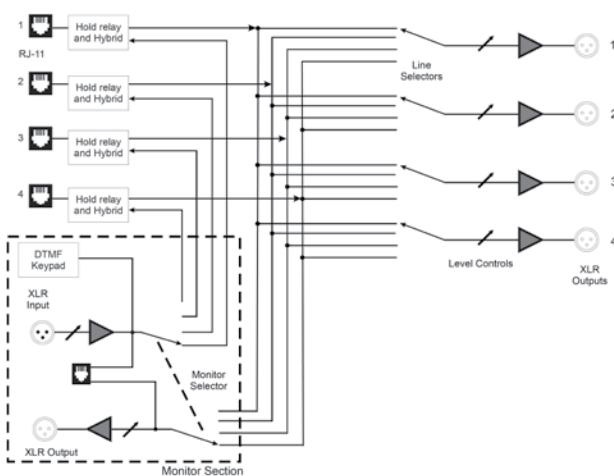 1
RJ-11
Hold relay
and Hybrid
2
Hold relay
and Hybrid
3
Hold relay
and Hybrid
4
Hold relay
and Hybrid
Line
Selectors
1
2
3
4
Level Controls
XLR
Outputs
DTMF
Keypad
XLR
Input
Monitor
Selector
XLR Output
Monitor Section